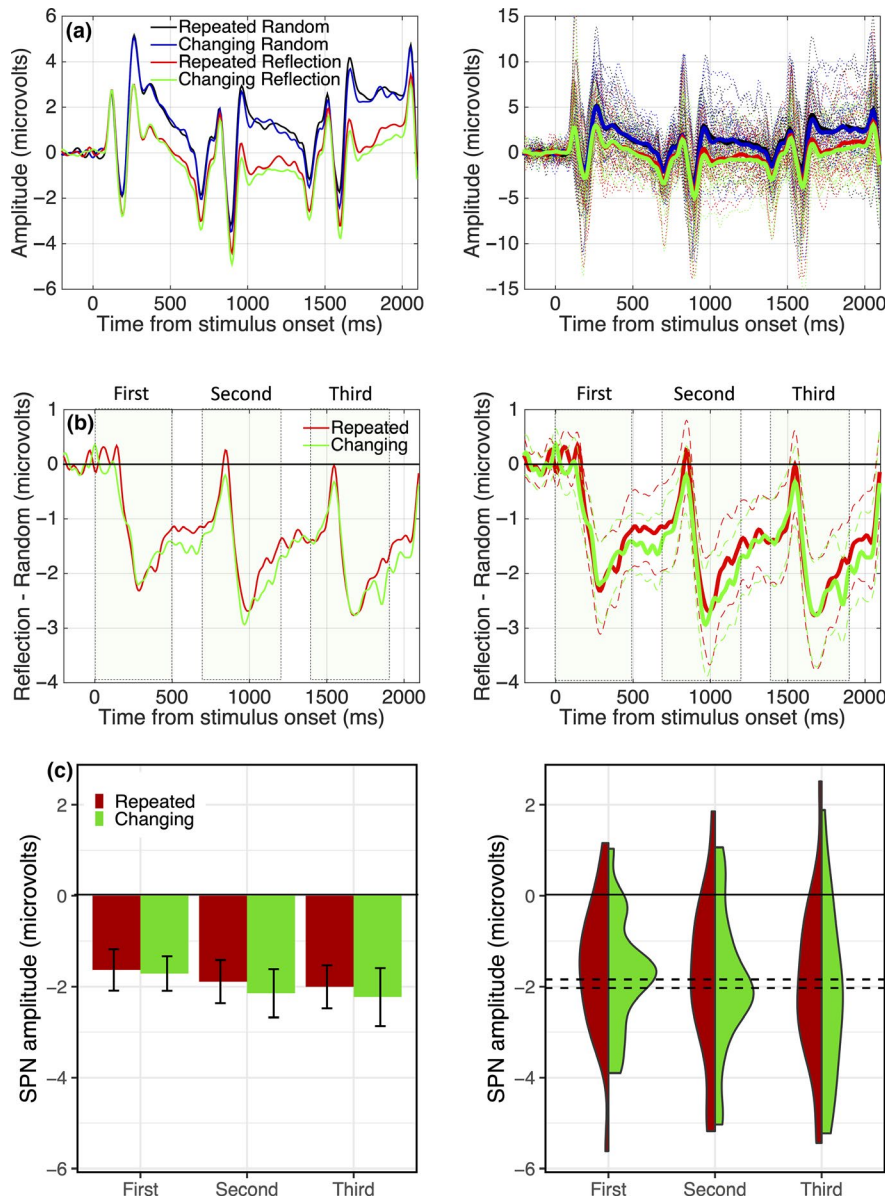 (a)
Repeated Random
Changing Random
Repeated Reflection
Changing Reflection
Amplitude (microvolts)
6
4
2
0
−2
−4
−6
0 500 1000 1500 2000
Time from stimulus onset (ms)
Amplitude (microvolts)
15
10
5
0
−5
−10
−15
0 500 1000 1500 2000
Time from stimulus onset (ms)
First Second Third
(b)
Repeated
Changing
Reflection - Random (microvolts)
1
0
−1
−2
−3
−4
0 500 1000 1500 2000
Time from stimulus onset (ms)
First Second Third
Reflection - Random (microvolts)
1
0
−1
−2
−3
−4
0 500 1000 1500 2000
Time from stimulus onset (ms)
(c)
Repeated
Changing
SPN amplitude (microvolts)
2
0
−2
−4
−6
First Second Third
SPN amplitude (microvolts)
2
0
−2
−4
−6
First Second Third